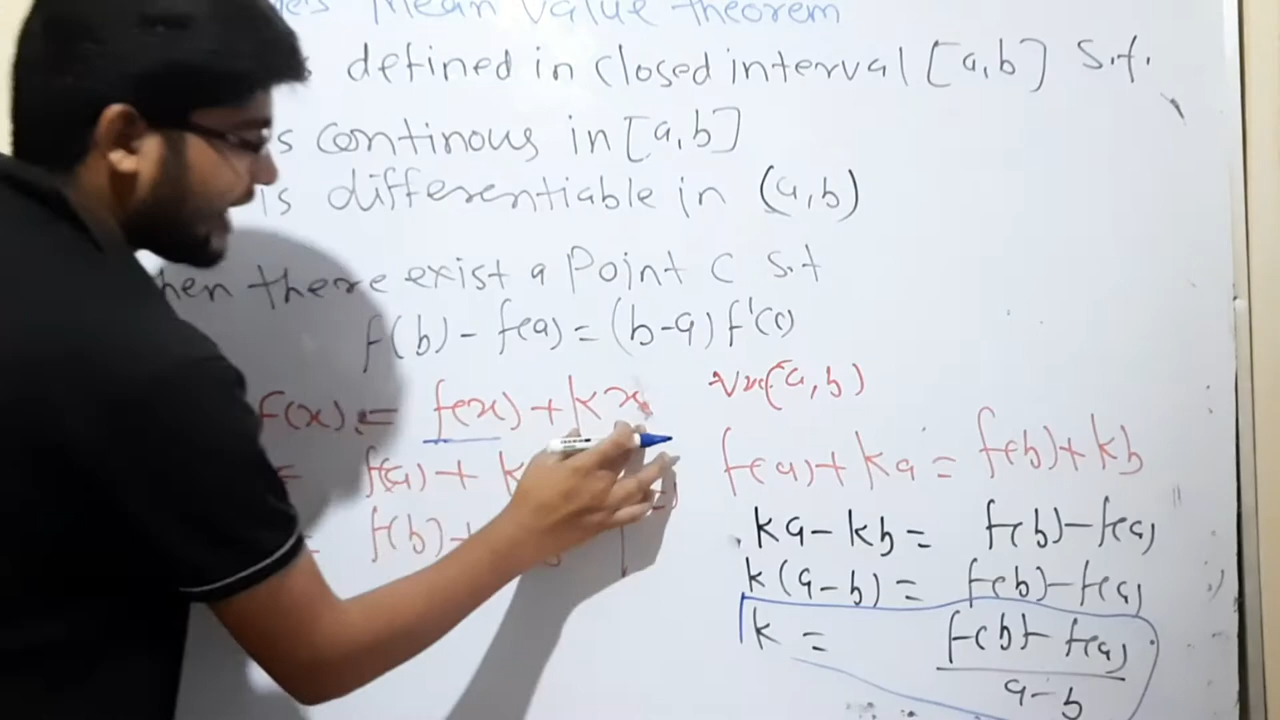 Mean Value theorem
defined in closed interval [a,b] s.t.
s continous in [a,b]
is differentiable in (a,b)
hen there exist a Point C s.t
f(b) - f(a) = (b-a) f'(c)
F(x) = f(x) + kx ∀x(a,b)
= f(a) + k f(a) + ka = f(b) + kb
= f(b) + ka - kb = f(b) - f(a)
k(a-b) = f(b) - f(a)
k = f(b) - f(a)
a-b